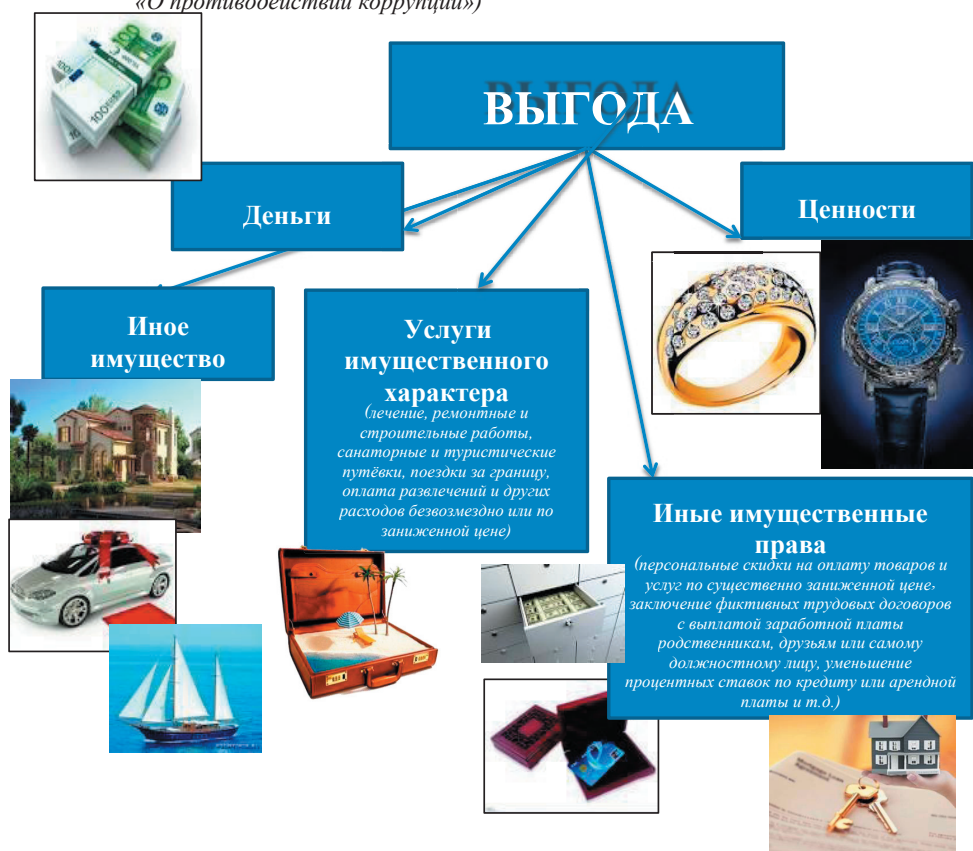 «О противодействии коррупции»)
ВЫГОДА
Деньги
Ценности
Иное
имущество
Услуги
имущественного
характера
(лечение, ремонтные и
строительные работы,
санаторные и туристические
путёвки, поездки за границу,
оплата развлечений и других
расходов безвозмездно или по
заниженной цене)
Иные имущественные
права
(персональные скидки на оплату товаров и
услуг по существенно заниженной цене,
заключение фиктивных трудовых договоров
с выплатой заработной платы
родственникам, друзьям или самому
должностному лицу, уменьшение
процентных ставок по кредиту или арендной
платы и т.д.)